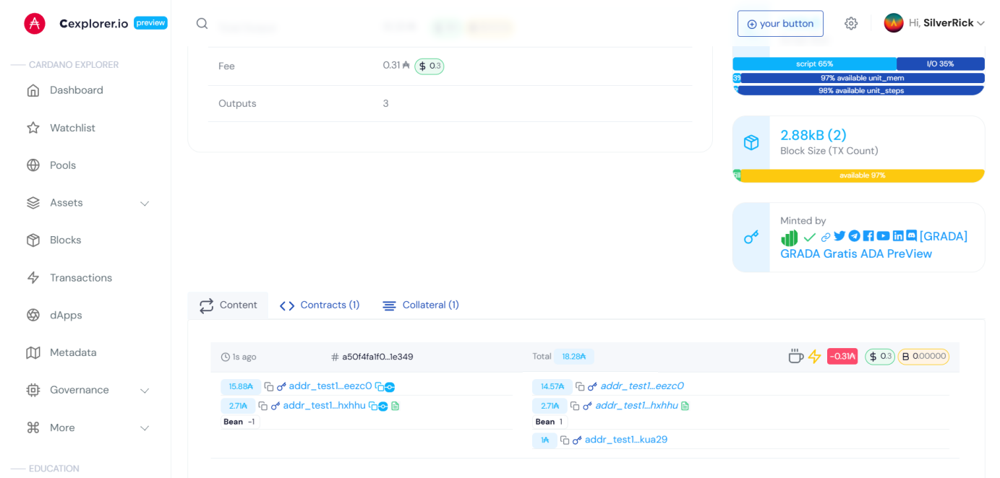 Cexplorer.io preview
your button
Hi, SilverRick
CARDANO EXPLORER
Dashboard
Watchlist
Pools
Assets
Blocks
Transactions
dApps
Metadata
Governance
More
EDUCATION
Fee 0.31 ₳ $ 0.3
Outputs 3
script 65% I/O 35%
3% 97% available unit_mem
98% available unit_steps
2.88kB (2)
Block Size (TX Count)
available 97%
Minted by
[GRADA]
GRADA Gratis ADA PreView
Content Contracts (1) Collateral (1)
1s ago # a50f4fa1f0...1e349 Total 18.28₳ -0.31₳ $ 0.3 B 0.00000
15.88₳ addr_test1...eezc0
2.71₳ addr_test1...hxhhu
Bean -1
14.57₳ addr_test1...eezc0
2.71₳ addr_test1...hxhhu
Bean 1
1₳ addr_test1...kua29